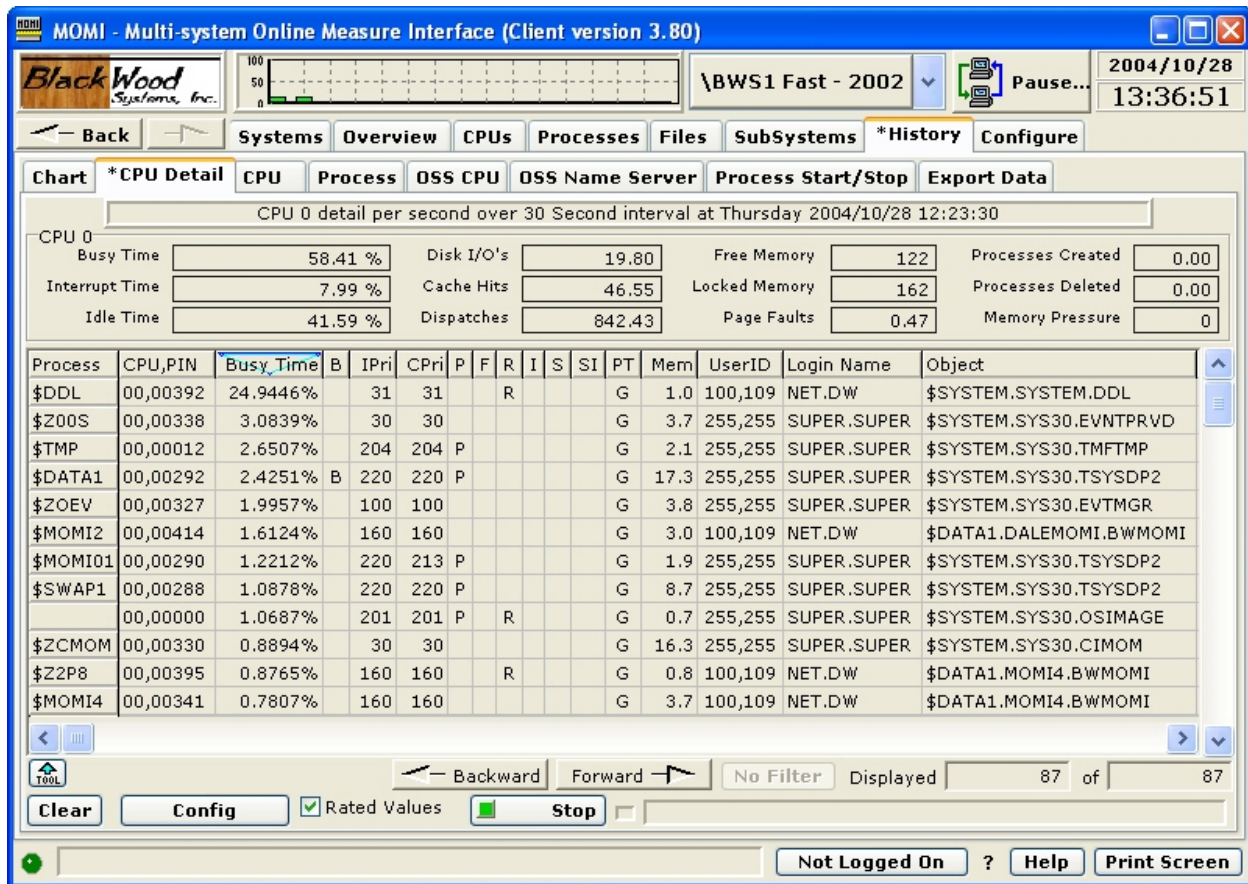 MOMI
MOMI - Multi-system Online Measure Interface (Client version 3.80)
BlackWood
Systems, Inc.
100
50
0
\BWS1 Fast - 2002
Pause...
2004/10/28
13:36:51
Back
Systems Overview CPUs Processes Files SubSystems *History Configure
Chart *CPU Detail CPU Process OSS CPU OSS Name Server Process Start/Stop Export Data
CPU 0 detail per second over 30 Second interval at Thursday 2004/10/28 12:23:30
CPU 0
Busy Time 58.41 % Disk I/O's 19.80 Free Memory 122 Processes Created 0.00
Interrupt Time 7.99 % Cache Hits 46.55 Locked Memory 162 Processes Deleted 0.00
Idle Time 41.59 % Dispatches 842.43 Page Faults 0.47 Memory Pressure 0
Process CPU,PIN Busy Time B IPri CPri P F R I S SI PT Mem UserID Login Name Object
$DDL 00,00392 24.9446% 31 31 R G 1.0 100,109 NET.DW $SYSTEM.SYSTEM.DDL
$Z00S 00,00338 3.0839% 30 30 G 3.7 255,255 SUPER.SUPER $SYSTEM.SYS30.EVNTPRVD
$TMP 00,00012 2.6507% 204 204 P G 2.1 255,255 SUPER.SUPER $SYSTEM.SYS30.TMFTMP
$DATA1 00,00292 2.4251% B 220 220 P G 17.3 255,255 SUPER.SUPER $SYSTEM.SYS30.TSYSDP2
$ZOEV 00,00327 1.9957% 100 100 G 3.8 255,255 SUPER.SUPER $SYSTEM.SYS30.EVTMGR
$MOMI2 00,00414 1.6124% 160 160 G 3.0 100,109 NET.DW $DATA1.DALEMOMI.BWMOMI
$MOMI01 00,00290 1.2212% 220 213 P G 1.9 255,255 SUPER.SUPER $SYSTEM.SYS30.TSYSDP2
$SWAP1 00,00288 1.0878% 220 220 P G 8.7 255,255 SUPER.SUPER $SYSTEM.SYS30.TSYSDP2
00,00000 1.0687% 201 201 P R G 0.7 255,255 SUPER.SUPER $SYSTEM.SYS30.OSIMAGE
$ZCMOM 00,00330 0.8894% 30 30 G 16.3 255,255 SUPER.SUPER $SYSTEM.SYS30.CIMOM
$Z2P8 00,00395 0.8765% 160 160 R G 0.8 100,109 NET.DW $DATA1.MOMI4.BWMOMI
$MOMI4 00,00341 0.7807% 160 160 G 3.7 100,109 NET.DW $DATA1.MOMI4.BWMOMI
TOOL
Backward Forward No Filter Displayed 87 of 87
Clear Config Rated Values Stop
Not Logged On ? Help Print Screen